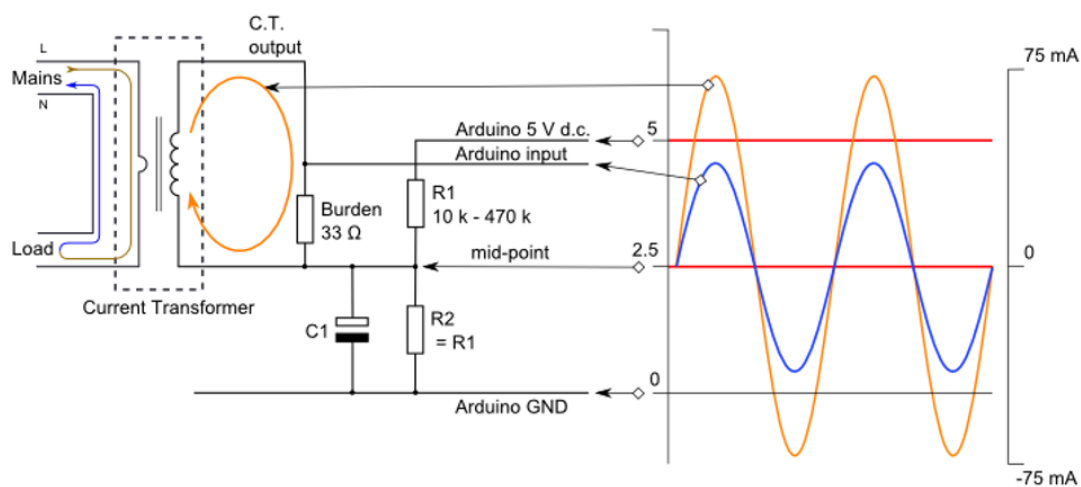 C.T.
output
L
Mains
N
Load
Current Transformer
Burden
33 Ω
C1
R1
10 k - 470 k
R2
= R1
Arduino 5 V d.c.
Arduino input
mid-point
Arduino GND
5
2.5
0
75 mA
0
-75 mA